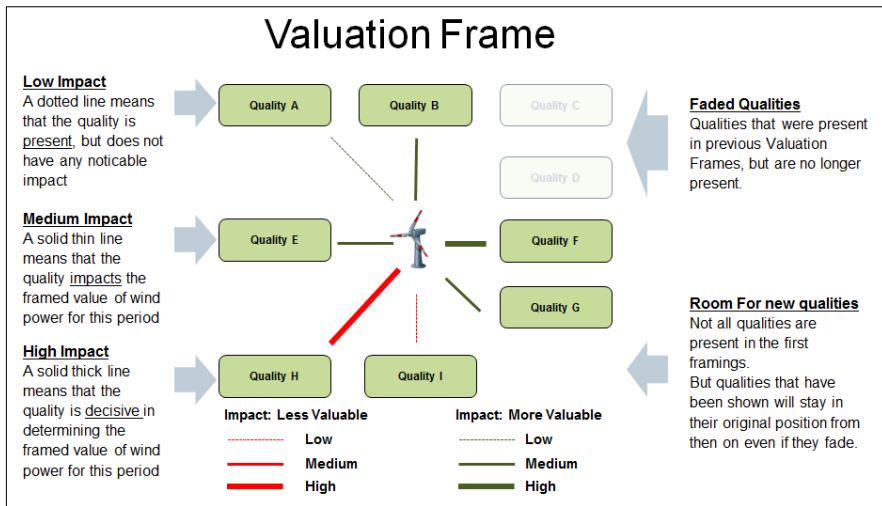 Valuation Frame
Low Impact
A dotted line means
that the quality is
present, but does not
have any noticable
impact
Medium Impact
A solid thin line
means that the
quality impacts the
framed value of wind
power for this period
High Impact
A solid thick line
means that the
quality is decisive in
determining the
framed value of wind
power for this period
Quality A
Quality B
Quality C
Quality D
Quality E
Quality F
Quality G
Quality H
Quality I
Impact: Less Valuable
Low
Medium
High
Impact: More Valuable
Low
Medium
High
Faded Qualities
Qualities that were present
in previous Valuation
Frames, but are no longer
present.
Room For new qualities
Not all qualities are
present in the first
framings.
But qualities that have
been shown will stay in
their original position from
then on even if they fade.